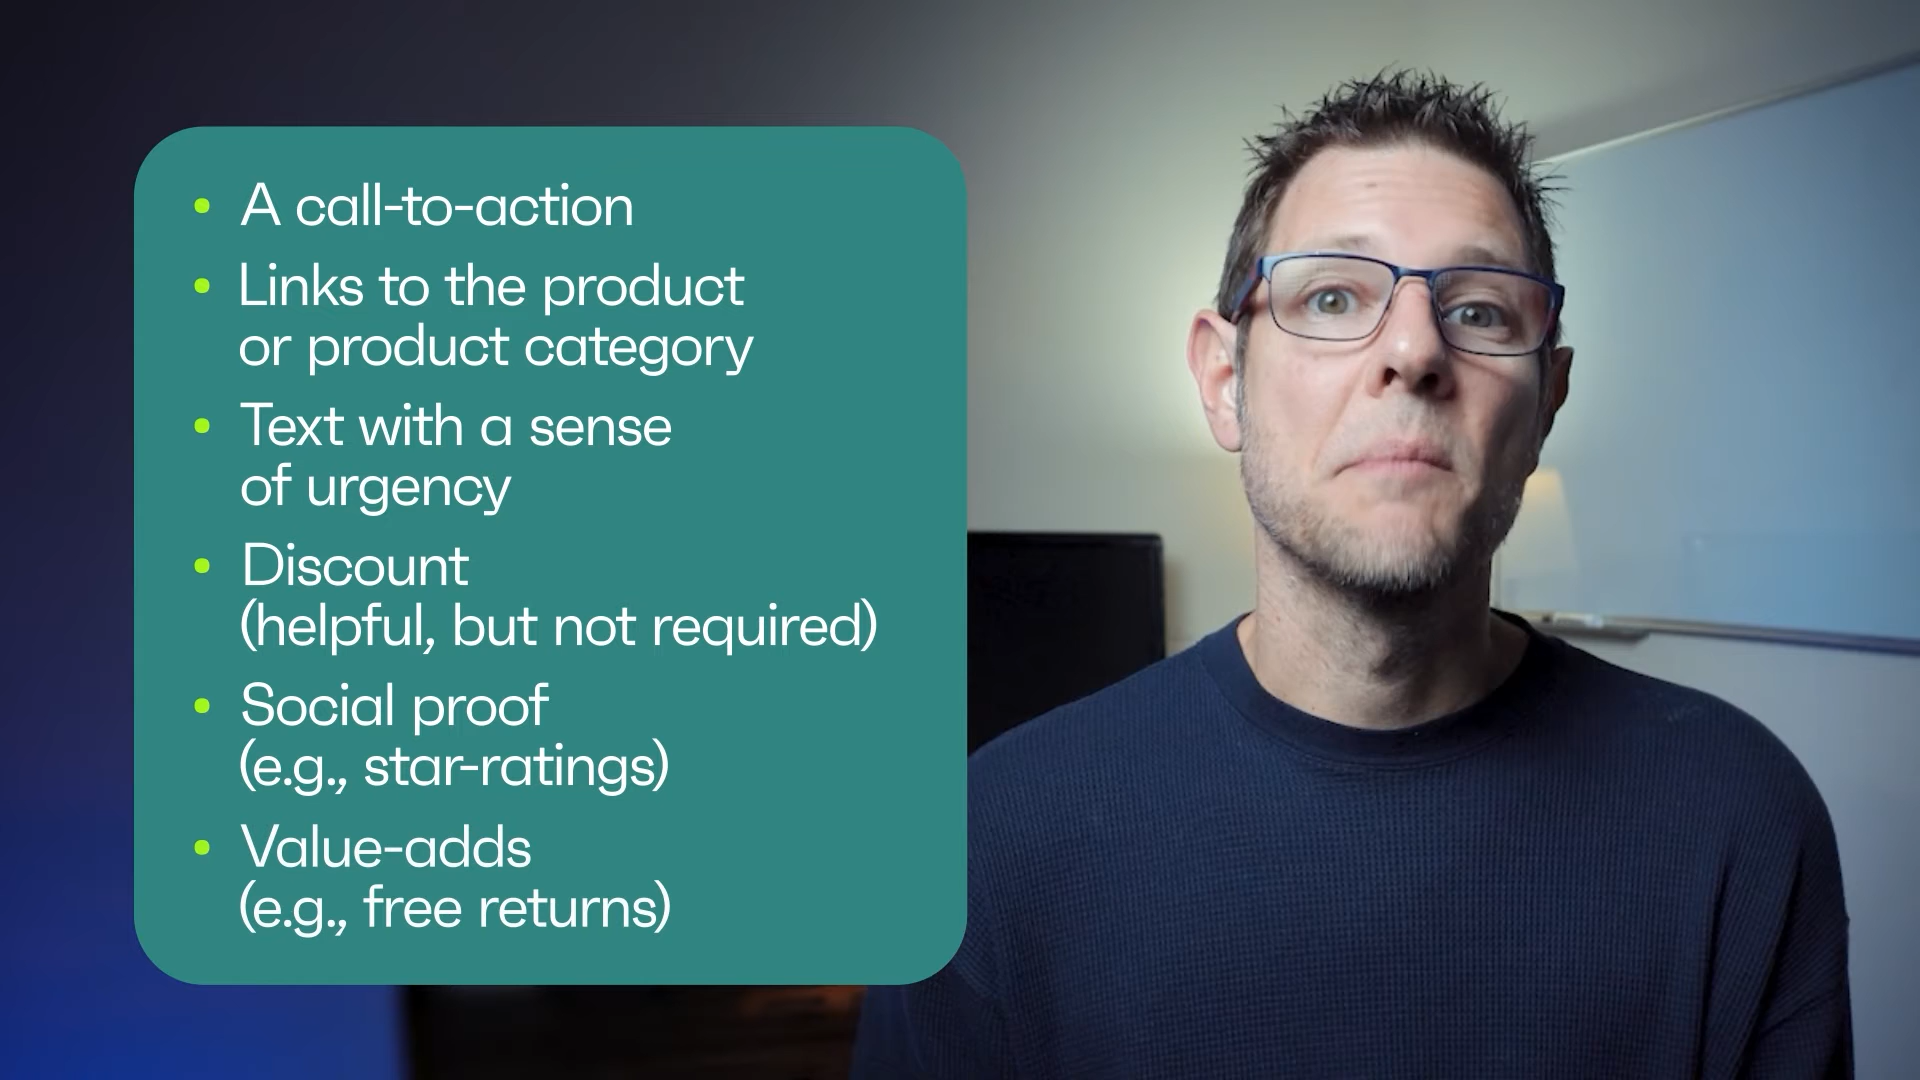 • A call-to-action
• Links to the product
or product category
• Text with a sense
of urgency
• Discount
(helpful, but not required)
• Social proof
(e.g., star-ratings)
• Value-adds
(e.g., free returns)